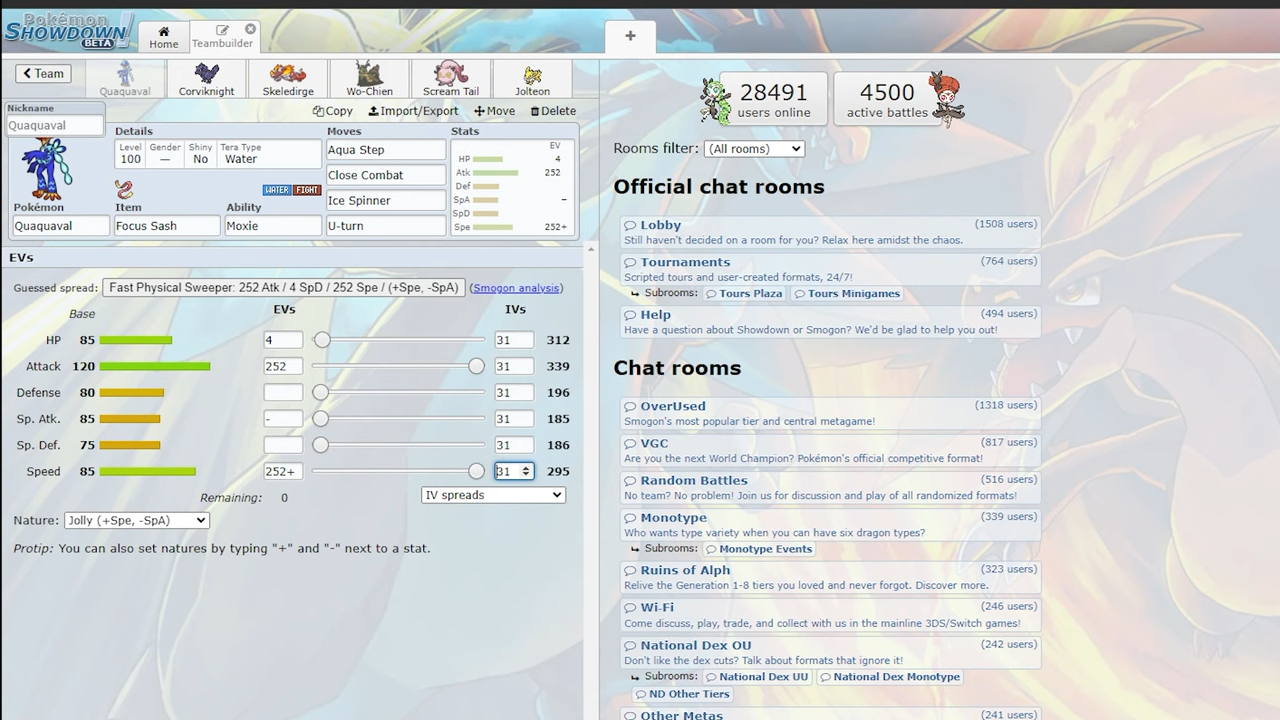 Pokémon
SHOWDOWN!
BETA
Home
Teambuilder
+
Team
Quaquaval
Corviknight
Skeledirge
Wo-Chien
Scream Tail
Jolteon
Nickname
Quaquaval
Copy
Import/Export
Move
Delete
Details
Level Gender Shiny Tera Type
100 — No Water
WATER FIGHT
Pokémon
Quaquaval
Item
Focus Sash
Ability
Moxie
Moves
Aqua Step
Close Combat
Ice Spinner
U-turn
Stats
EV
HP 4
Atk 252
Def
SpA −
SpD
Spe 252+
EVs
Guessed spread: Fast Physical Sweeper: 252 Atk / 4 SpD / 252 Spe / (+Spe, -SpA) (Smogon analysis)
Base EVs IVs
HP 85 4 31 312
Attack 120 252 31 339
Defense 80 31 196
Sp. Atk. 85 - 31 185
Sp. Def. 75 31 186
Speed 85 252+ 31 295
Remaining: 0
IV spreads
Nature: Jolly (+Spe, -SpA)
Protip: You can also set natures by typing "+" and "-" next to a stat.
28491
users online
4500
active battles
Rooms filter: (All rooms)
Official chat rooms
Lobby (1508 users)
Still haven't decided on a room for you? Relax here amidst the chaos.
Tournaments (764 users)
Scripted tours and user-created formats, 24/7!
Subrooms: Tours Plaza Tours Minigames
Help (494 users)
Have a question about Showdown or Smogon? We'd be glad to help you out!
Chat rooms
OverUsed (1318 users)
Smogon's most popular tier and central metagame!
VGC (817 users)
Are you the next World Champion? Pokémon's official competitive format!
Random Battles (516 users)
No team? No problem! Join us for discussion and play of all randomized formats!
Monotype (339 users)
Who wants type variety when you can have six dragon types?
Subrooms: Monotype Events
Ruins of Alph (323 users)
Relive the Generation 1-8 tiers you loved and never forgot. Discover more.
Wi-Fi (246 users)
Come discuss, play, trade, and collect with us in the mainline 3DS/Switch games!
National Dex OU (242 users)
Don't like the dex cuts? Talk about formats that ignore it!
Subrooms: National Dex UU National Dex Monotype
ND Other Tiers
Other Metas (241 users)